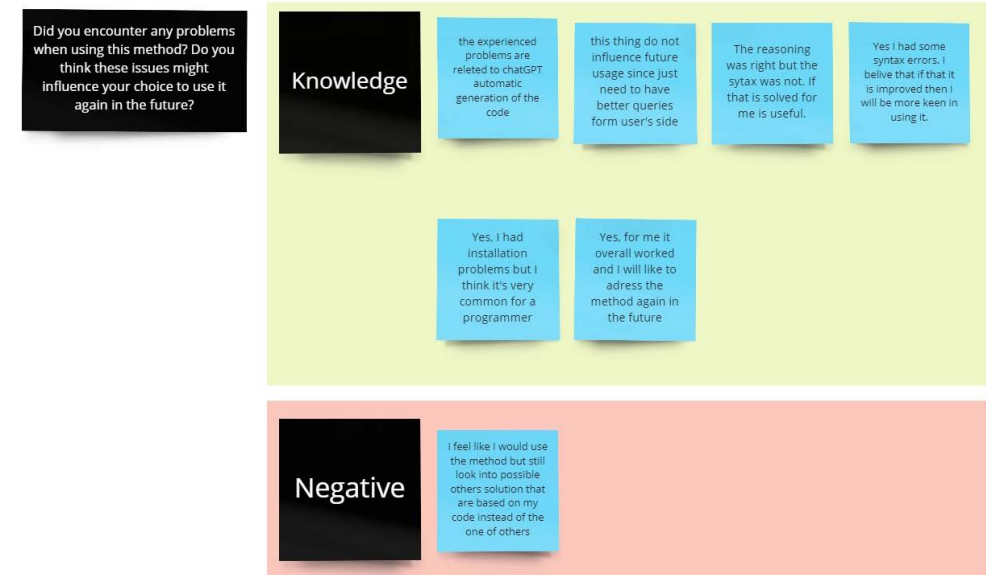 Did you encounter any problems
when using this method? Do you
think these issues might
influence your choice to use it
again in the future?
Knowledge
the experienced
problems are
releted to chatGPT
automatic
generation of the
code
this thing do not
influence future
usage since just
need to have
better queries
form user's side
The reasoning
was right but the
sytax was not. If
that is solved for
me is useful.
Yes I had some
syntax errors. I
belive that if that it
is improved then I
will be more keen in
using it.
Yes, I had
installation
problems but I
think it's very
common for a
programmer
Yes, for me it
overall worked
and I will like to
adress the
method again in
the future
Negative
I feel like I would use
the method but still
look into possible
others solution that
are based on my
code instead of the
one of others